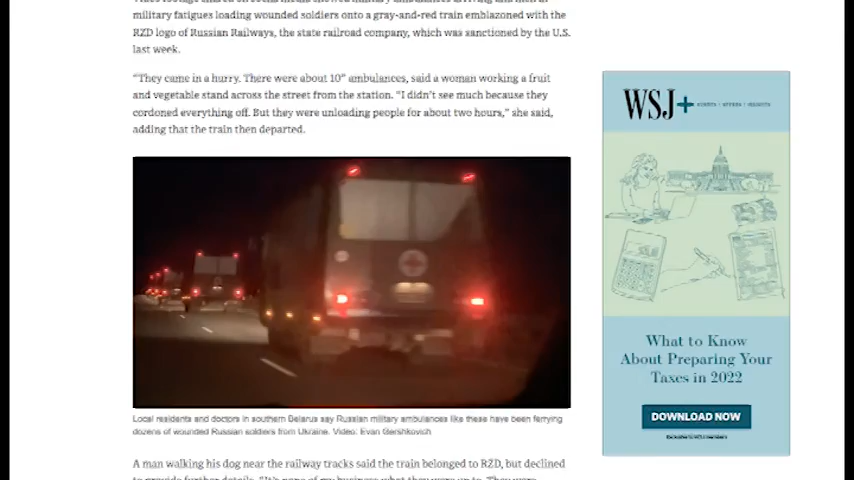 military fatigues loading wounded soldiers onto a gray-and-red train emblazoned with the
RZD logo of Russian Railways, the state railroad company, which was sanctioned by the U.S.
last week.
“They came in a hurry. There were about 10” ambulances, said a woman working a fruit
and vegetable stand across the street from the station. “I didn’t see much because they
cordoned everything off. But they were unloading people for about two hours,” she said,
adding that the train then departed.
Local residents and doctors in southern Belarus say Russian military ambulances like these have been ferrying
dozens of wounded Russian soldiers from Ukraine. Video: Evan Gershkovich
A man walking his dog near the railway tracks said the train belonged to RZD, but declined
WSJ+
What to Know
About Preparing Your
Taxes in 2022
DOWNLOAD NOW